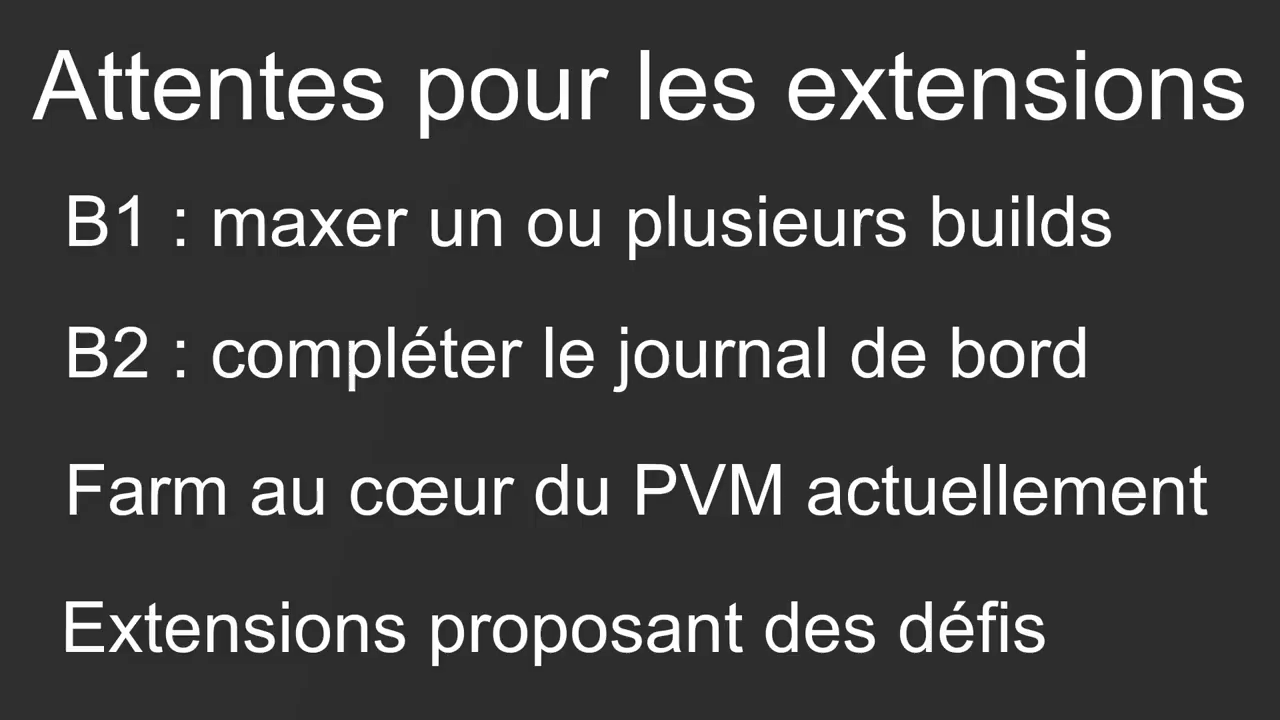 Attentes pour les extensions
B1 : maxer un ou plusieurs builds
B2 : compléter le journal de bord
Farm au cœur du PVM actuellement
Extensions proposant des défis